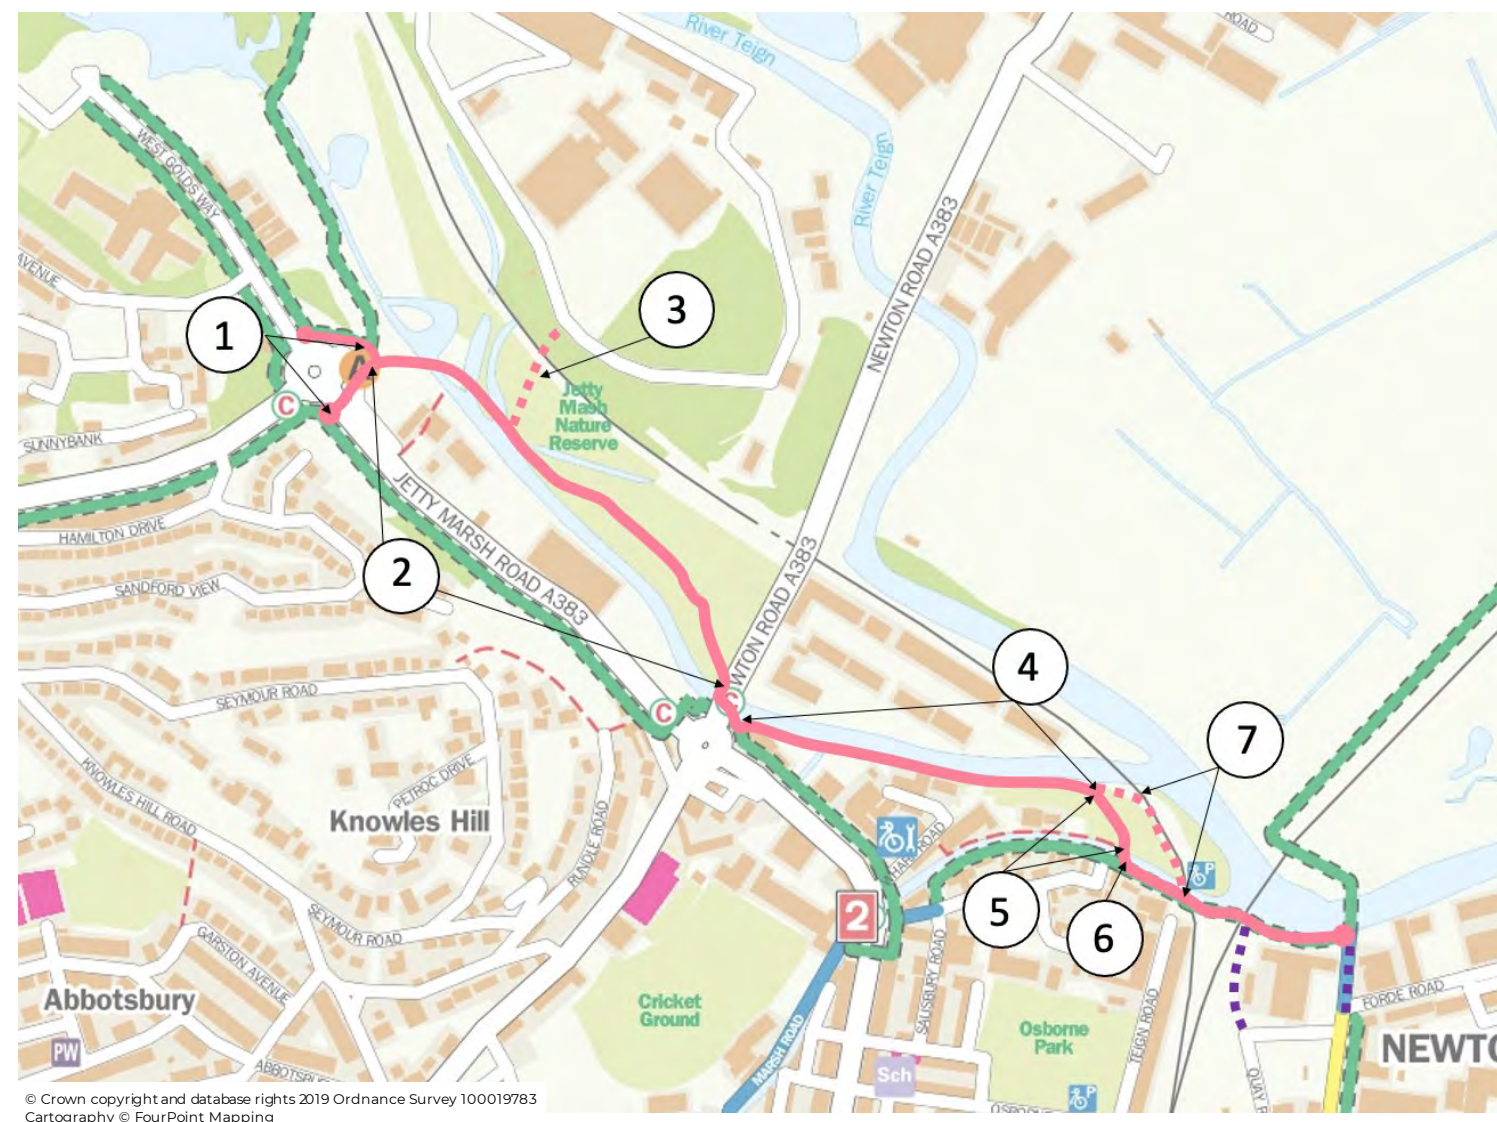 ROAD
River Teign
WEST GOLDS WAY
River Teign
AVENUE
NEWTON ROAD A383
3
1
A
Jetty
Marsh
Nature
Reserve
C
SUNNYBANK
JETTY MARSH ROAD A383
HAMILTON DRIVE
2
SANDFORD VIEW
WTON ROAD A383
4
SEYMOUR ROAD
C
C
7
PETROC DRIVE
KNOWLES HILL ROAD
Knowles Hill
RUNDLE ROAD
ROAD
P
2
5
6
SEYMOUR ROAD
GARSTON AVENUE
SALISBURY ROAD
Abbotsbury
Cricket
Ground
Osborne
Park
TEIGN ROAD
FORDE ROAD
NEWTO
PW
MARSH ROAD
Sch
QUAY R
P
© Crown copyright and database rights 2019 Ordnance Survey 100019783
Cartography © FourPoint Mapping